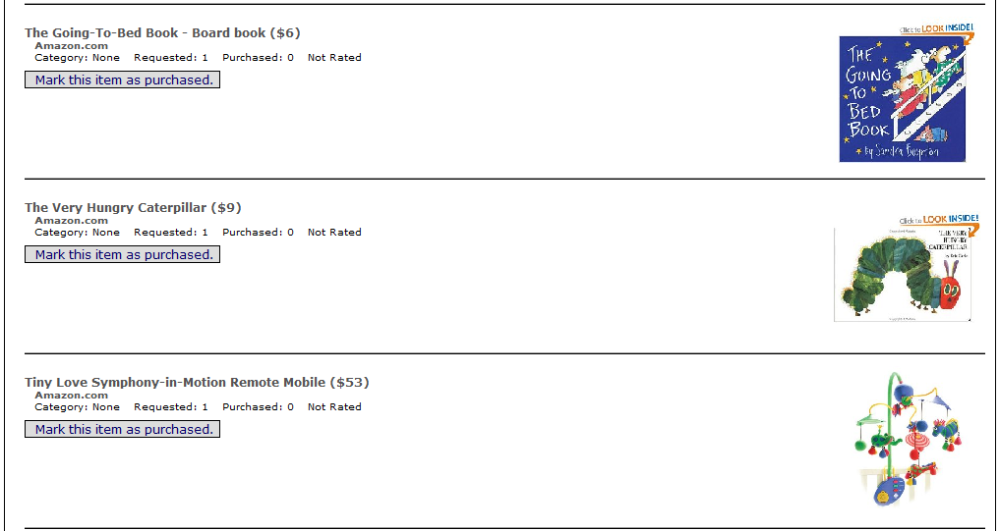 The Going-To-Bed Book - Board book ($6)
Amazon.com
Category: None Requested: 1 Purchased: 0 Not Rated
Mark this item as purchased.
Click to LOOK INSIDE!
THE
GOING
TO
BED
BOOK
By Sandra Boynton
The Very Hungry Caterpillar ($9)
Amazon.com
Category: None Requested: 1 Purchased: 0 Not Rated
Mark this item as purchased.
Click to LOOK INSIDE!
THE VERY
HUNGRY
CATERPILLAR
by Eric Carle
Tiny Love Symphony-in-Motion Remote Mobile ($53)
Amazon.com
Category: None Requested: 1 Purchased: 0 Not Rated
Mark this item as purchased.